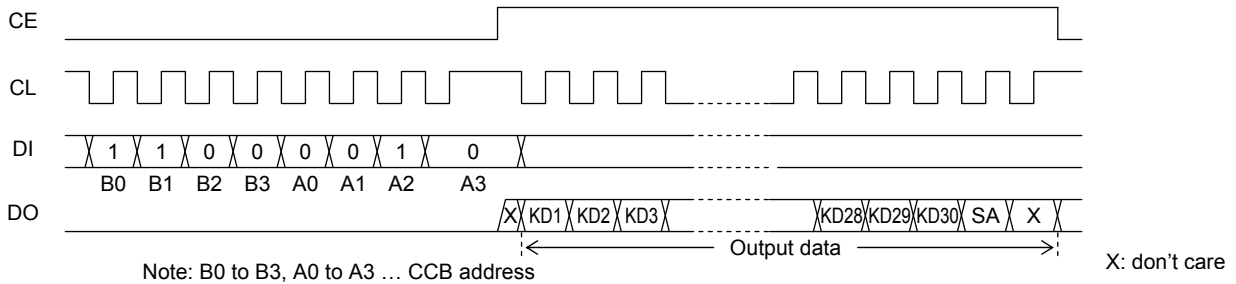 CE
CL
DI 1 1 0 0 0 0 1 0
B0 B1 B2 B3 A0 A1 A2 A3
DO X KD1 KD2 KD3 KD28 KD29 KD30 SA X
Output data
X: don't care
Note: B0 to B3, A0 to A3 … CCB address